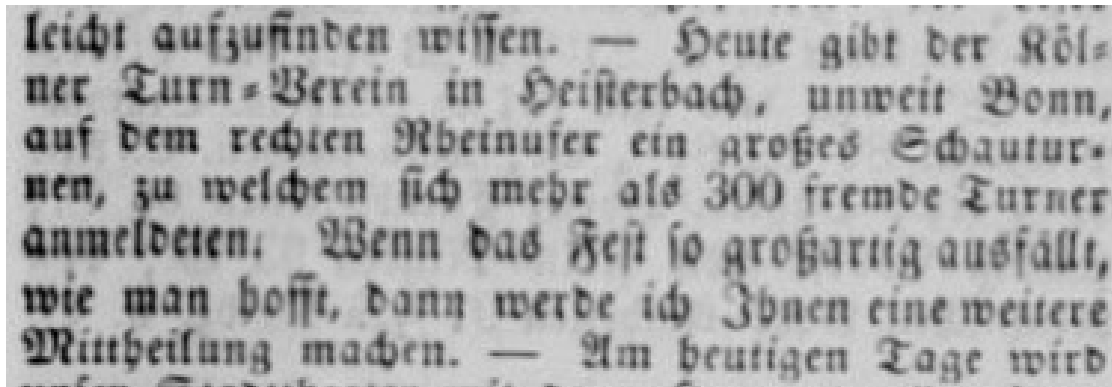 leicht aufzufinden wissen. — Heute gibt der Köl-
ner Turn-Verein in Heisterbach, unweit Bonn,
auf dem rechten Rheinufer ein großes Schautur-
nen, zu welchem sich mehr als 300 fremde Turner
anmeldeten. Wenn das Fest so großartig ausfällt,
wie man hofft, dann werde ich Ihnen eine weitere
Mittheilung machen. — Am heutigen Tage wird